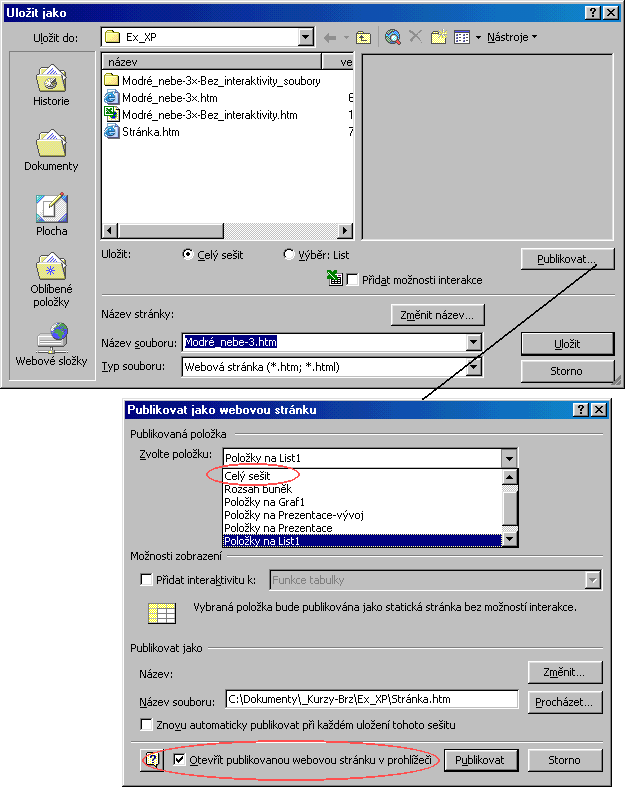 Uložit jako
Uložit do: Ex_XP Nástroje
název ve
Modré_nebe-3x-Bez_interaktivity_soubory
Modré_nebe-3x.htm 6
Modré_nebe-3x-Bez_interaktivity.htm 1
Stránka.htm 7
Historie
Dokumenty
Plocha
Oblíbené
položky
Webové složky
Uložit: Celý sešit Výběr: List Publikovat...
Přidat možnosti interakce
Název stránky: Změnit název...
Název souboru: Modré_nebe-3.htm Uložit
Typ souboru: Webová stránka (*.htm; *.html) Storno
Publikovat jako webovou stránku
Publikovaná položka
Zvolte položku: Položky na List1
Celý sešit
Rozsah buněk
Položky na Graf1
Položky na Prezentace-vývoj
Položky na Prezentace
Položky na List1
Možnosti zobrazení
Přidat interaktivitu k: Funkce tabulky
Vybraná položka bude publikována jako statická stránka bez možností interakce.
Publikovat jako
Název: Změnit...
Název souboru: C:\Dokumenty\_Kurzy-Brz\Ex_XP\Stránka.htm Procházet...
Znovu automaticky publikovat při každém uložení tohoto sešitu
Otevřít publikovanou webovou stránku v prohlížeči Publikovat Storno